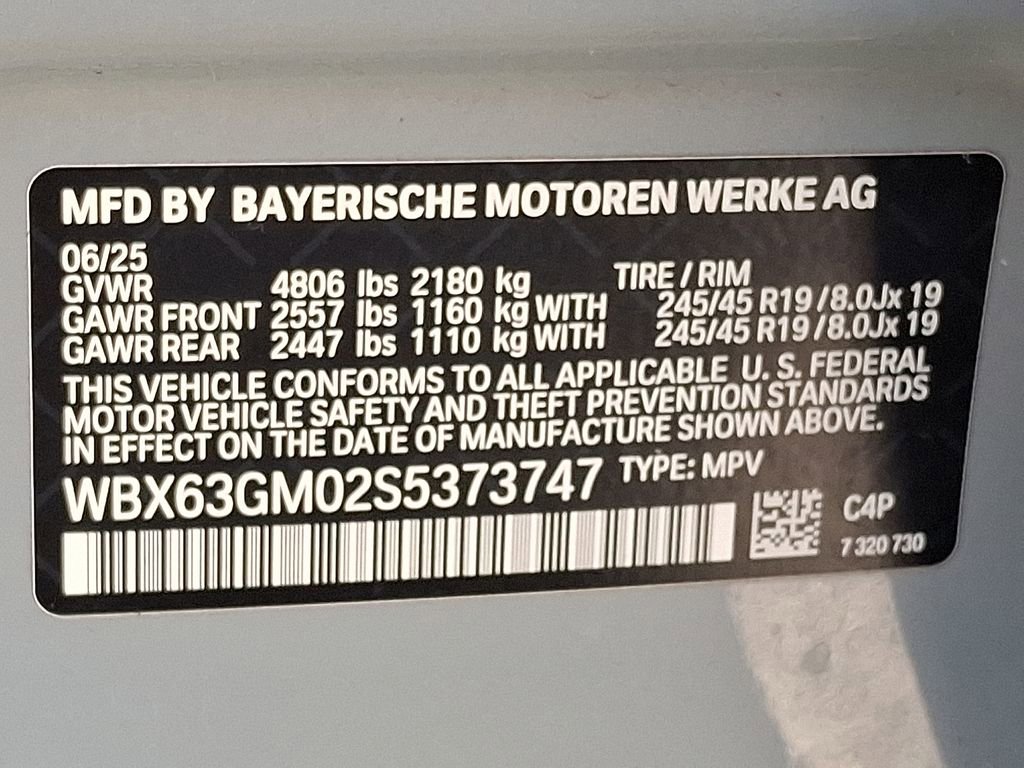 MFD BY BAYERISCHE MOTOREN WERKE AG
06/25
GVWR 4806 lbs 2180 kg TIRE / RIM
GAWR FRONT 2557 lbs 1160 kg WITH 245/45 R19 /8.0Jx 19
GAWR REAR 2447 lbs 1110 kg WITH 245/45 R19 /8.0Jx 19
THIS VEHICLE CONFORMS TO ALL APPLICABLE U. S. FEDERAL
MOTOR VEHICLE SAFETY AND THEFT PREVENTION STANDARDS
IN EFFECT ON THE DATE OF MANUFACTURE SHOWN ABOVE.
WBX63GM02S5373747 TYPE: MPV
C4P
7 320 730